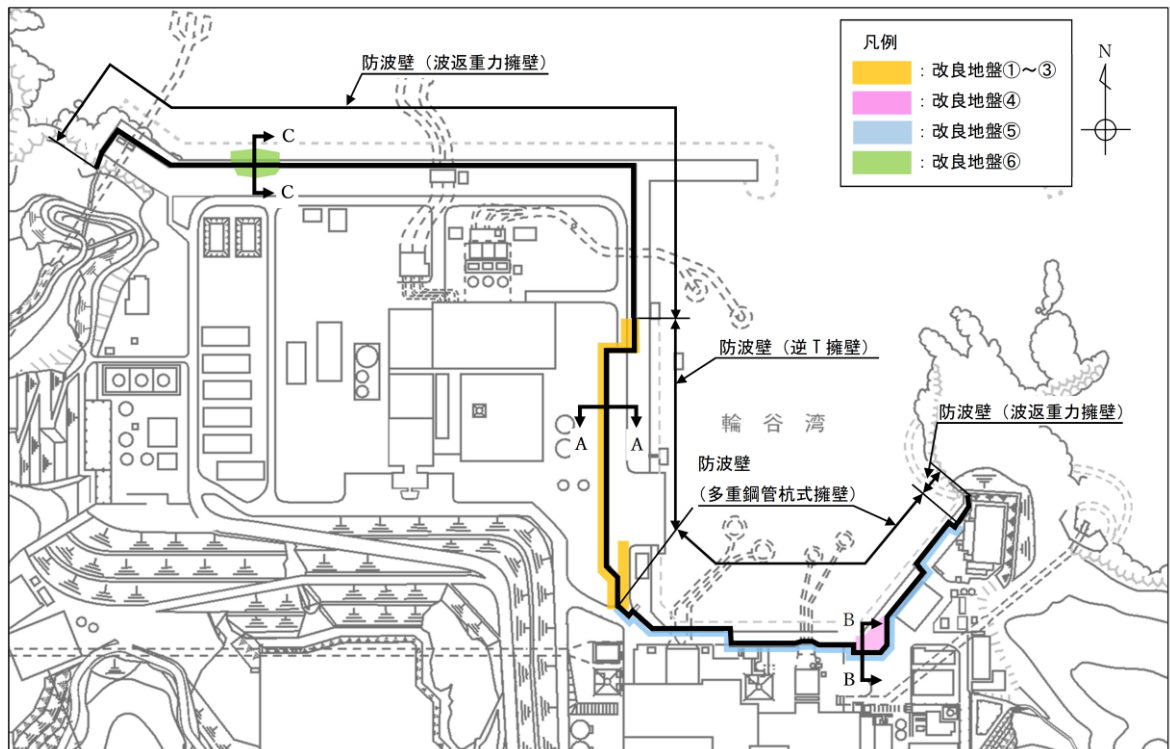 防波壁（波返重力擁壁）
凡例
：改良地盤①～③
：改良地盤④
：改良地盤⑤
：改良地盤⑥
N
C
C
防波壁（逆Ｔ擁壁）
防波壁（波返重力擁壁）
輪谷湾
A
A
防波壁
（多重鋼管杭式擁壁）
B
B